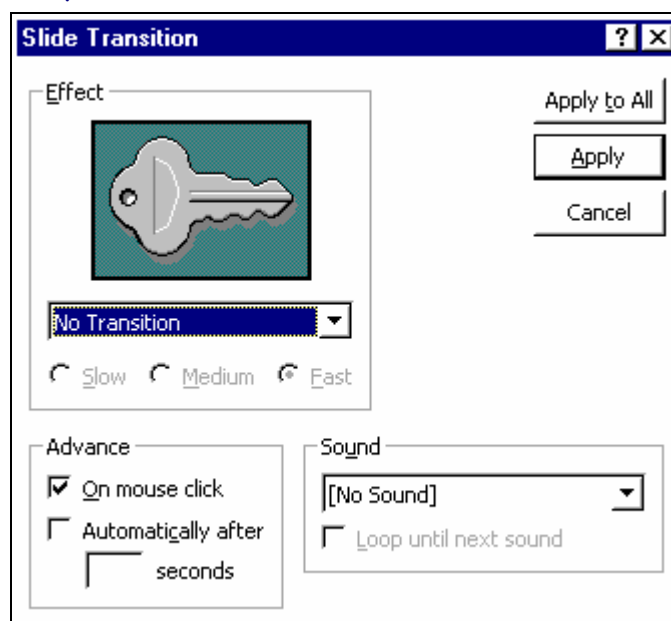 Slide Transition
Effect
Apply to All
Apply
Cancel
No Transition
Slow Medium Fast
Advance
On mouse click
Automatically after
seconds
Sound
[No Sound]
Loop until next sound